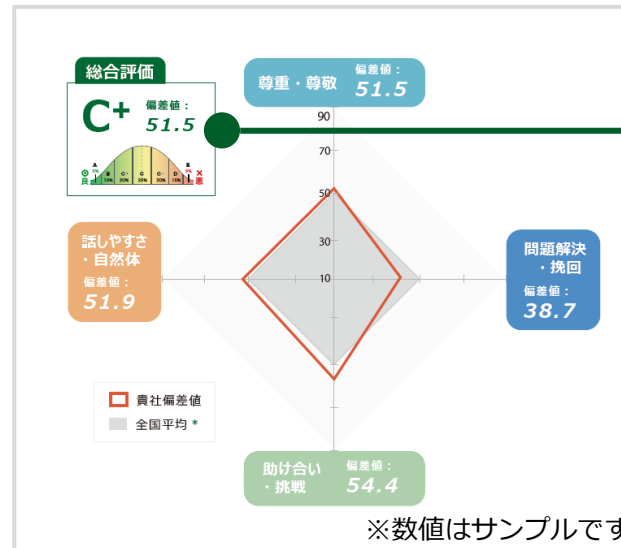 総合評価
C⁺
偏差値：
51.5
A
B
C⁺
C
C⁻
D
E
良
悪
尊重・尊敬
偏差値：
51.5
90
70
50
30
10
話しやすさ
・自然体
偏差値：
51.9
問題解決
・挽回
偏差値：
38.7
貴社偏差値
全国平均 *
助け合い
・挑戦
偏差値：
54.4
※数値はサンプルです